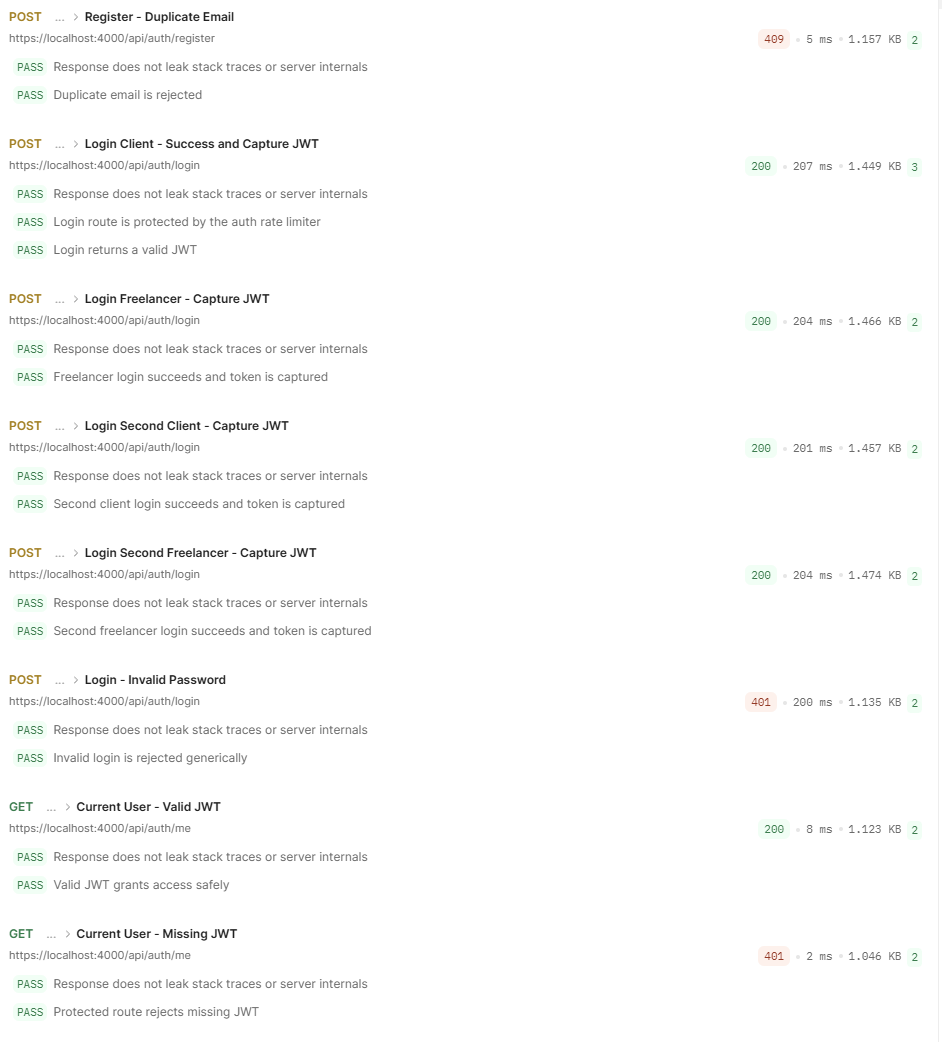 POST ... > Register - Duplicate Email
https://localhost:4000/api/auth/register 409 • 5 ms • 1.157 KB 2
PASS Response does not leak stack traces or server internals
PASS Duplicate email is rejected
POST ... > Login Client - Success and Capture JWT
https://localhost:4000/api/auth/login 200 • 207 ms • 1.449 KB 3
PASS Response does not leak stack traces or server internals
PASS Login route is protected by the auth rate limiter
PASS Login returns a valid JWT
POST ... > Login Freelancer - Capture JWT
https://localhost:4000/api/auth/login 200 • 204 ms • 1.466 KB 2
PASS Response does not leak stack traces or server internals
PASS Freelancer login succeeds and token is captured
POST ... > Login Second Client - Capture JWT
https://localhost:4000/api/auth/login 200 • 201 ms • 1.457 KB 2
PASS Response does not leak stack traces or server internals
PASS Second client login succeeds and token is captured
POST ... > Login Second Freelancer - Capture JWT
https://localhost:4000/api/auth/login 200 • 204 ms • 1.474 KB 2
PASS Response does not leak stack traces or server internals
PASS Second freelancer login succeeds and token is captured
POST ... > Login - Invalid Password
https://localhost:4000/api/auth/login 401 • 200 ms • 1.135 KB 2
PASS Response does not leak stack traces or server internals
PASS Invalid login is rejected generically
GET ... > Current User - Valid JWT
https://localhost:4000/api/auth/me 200 • 8 ms • 1.123 KB 2
PASS Response does not leak stack traces or server internals
PASS Valid JWT grants access safely
GET ... > Current User - Missing JWT
https://localhost:4000/api/auth/me 401 • 2 ms • 1.046 KB 2
PASS Response does not leak stack traces or server internals
PASS Protected route rejects missing JWT